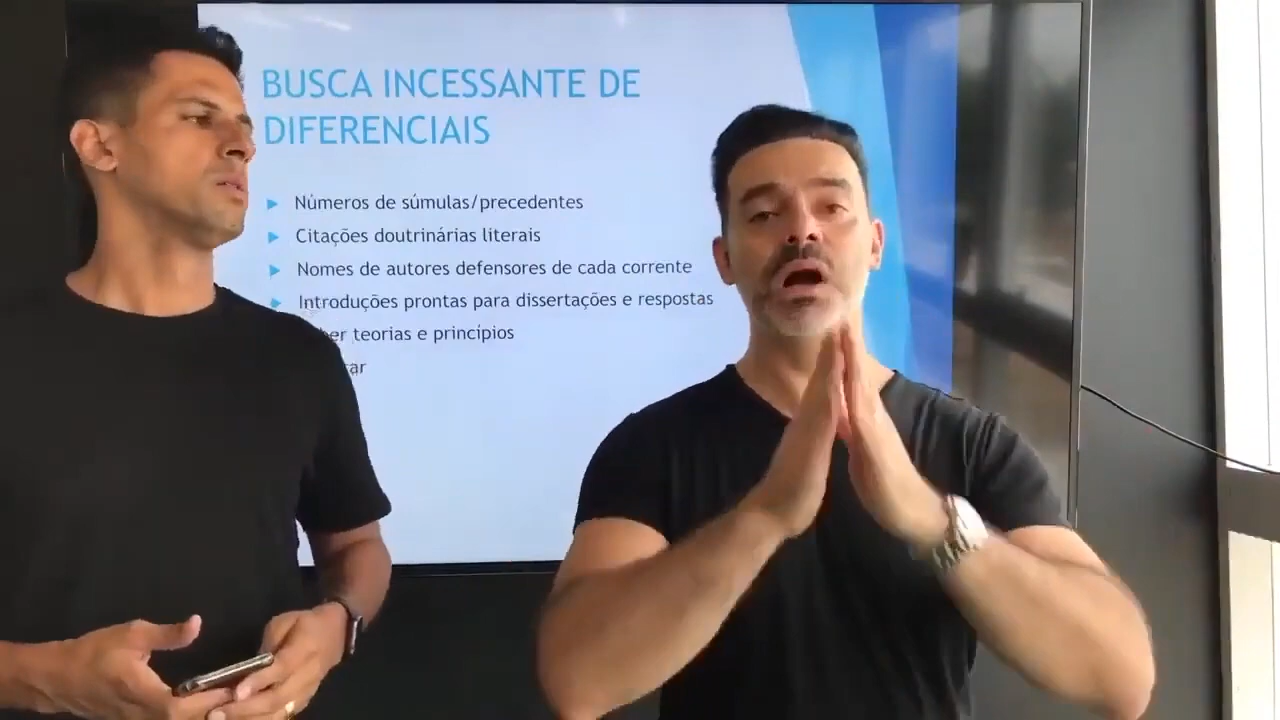 BUSCA INCESSANTE DE
DIFERENCIAIS
Números de súmulas/precedentes
Citações doutrinárias literais
Nomes de autores defensores de cada corrente
Introduções prontas para dissertações e respostas
teorias e princípios